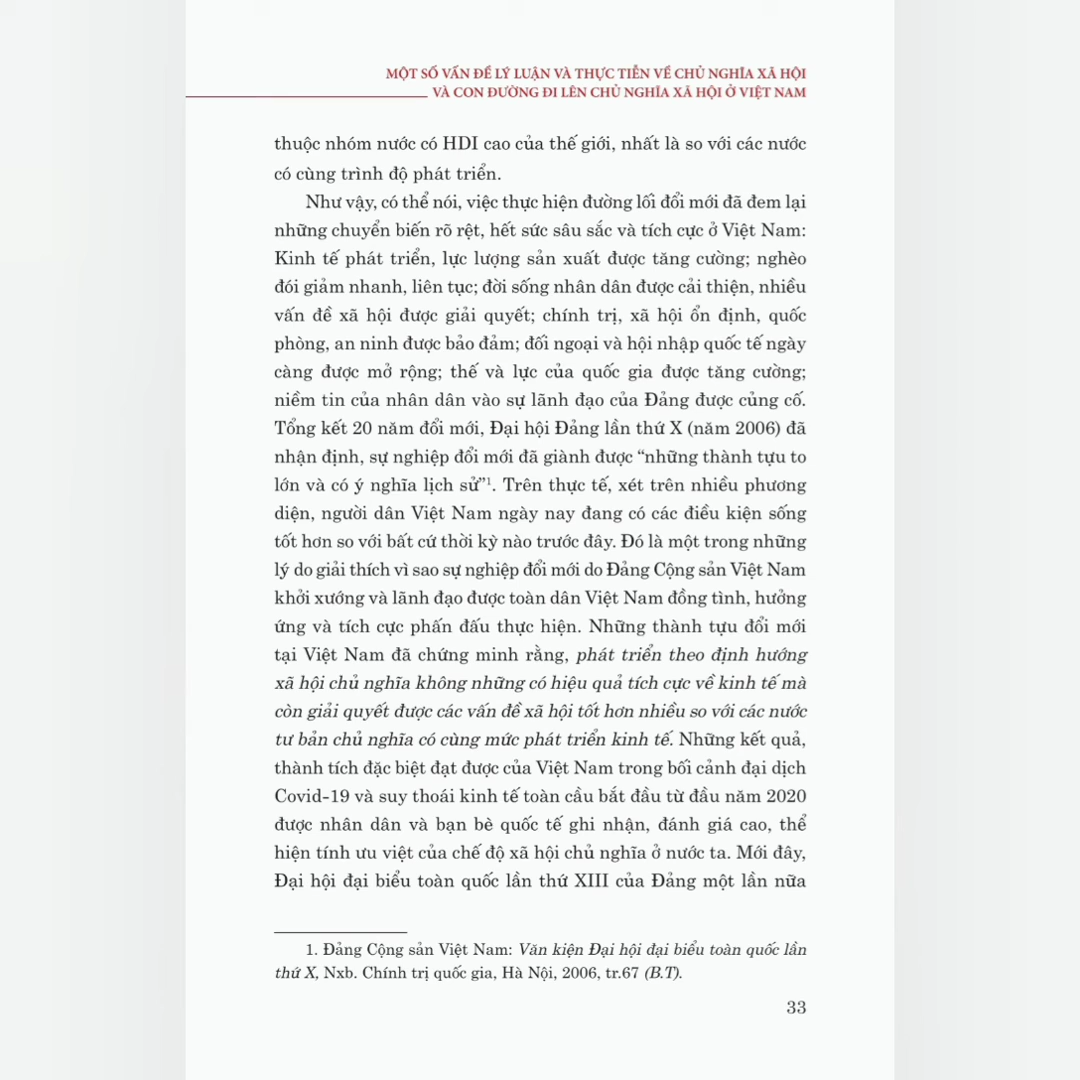 MỘT SỐ VẤN ĐỀ LÝ LUẬN VÀ THỰC TIỄN VỀ CHỦ NGHĨA XÃ HỘI
VÀ CON ĐƯỜNG ĐI LÊN CHỦ NGHĨA XÃ HỘI Ở VIỆT NAM
thuộc nhóm nước có HDI cao của thế giới, nhất là so với các nước
có cùng trình độ phát triển.
Như vậy, có thể nói, việc thực hiện đường lối đổi mới đã đem lại
những chuyển biến rõ rệt, hết sức sâu sắc và tích cực ở Việt Nam:
Kinh tế phát triển, lực lượng sản xuất được tăng cường; nghèo
đói giảm nhanh, liên tục; đời sống nhân dân được cải thiện, nhiều
vấn đề xã hội được giải quyết; chính trị, xã hội ổn định, quốc
phòng, an ninh được bảo đảm; đối ngoại và hội nhập quốc tế ngày
càng được mở rộng; thế và lực của quốc gia được tăng cường;
niềm tin của nhân dân vào sự lãnh đạo của Đảng được củng cố.
Tổng kết 20 năm đổi mới, Đại hội Đảng lần thứ X (năm 2006) đã
nhận định, sự nghiệp đổi mới đã giành được “những thành tựu to
lớn và có ý nghĩa lịch sử”¹. Trên thực tế, xét trên nhiều phương
diện, người dân Việt Nam ngày nay đang có các điều kiện sống
tốt hơn so với bất cứ thời kỳ nào trước đây. Đó là một trong những
lý do giải thích vì sao sự nghiệp đổi mới do Đảng Cộng sản Việt Nam
khởi xướng và lãnh đạo được toàn dân Việt Nam đồng tình, hưởng
ứng và tích cực phấn đấu thực hiện. Những thành tựu đổi mới
tại Việt Nam đã chứng minh rằng, phát triển theo định hướng
xã hội chủ nghĩa không những có hiệu quả tích cực về kinh tế mà
còn giải quyết được các vấn đề xã hội tốt hơn nhiều so với các nước
tư bản chủ nghĩa có cùng mức phát triển kinh tế. Những kết quả,
thành tích đặc biệt đạt được của Việt Nam trong bối cảnh đại dịch
Covid-19 và suy thoái kinh tế toàn cầu bắt đầu từ đầu năm 2020
được nhân dân và bạn bè quốc tế ghi nhận, đánh giá cao, thể
hiện tính ưu việt của chế độ xã hội chủ nghĩa ở nước ta. Mới đây,
Đại hội đại biểu toàn quốc lần thứ XIII của Đảng một lần nữa
1. Đảng Cộng sản Việt Nam: Văn kiện Đại hội đại biểu toàn quốc lần
thứ X, Nxb. Chính trị quốc gia, Hà Nội, 2006, tr.67 (B.T).
33